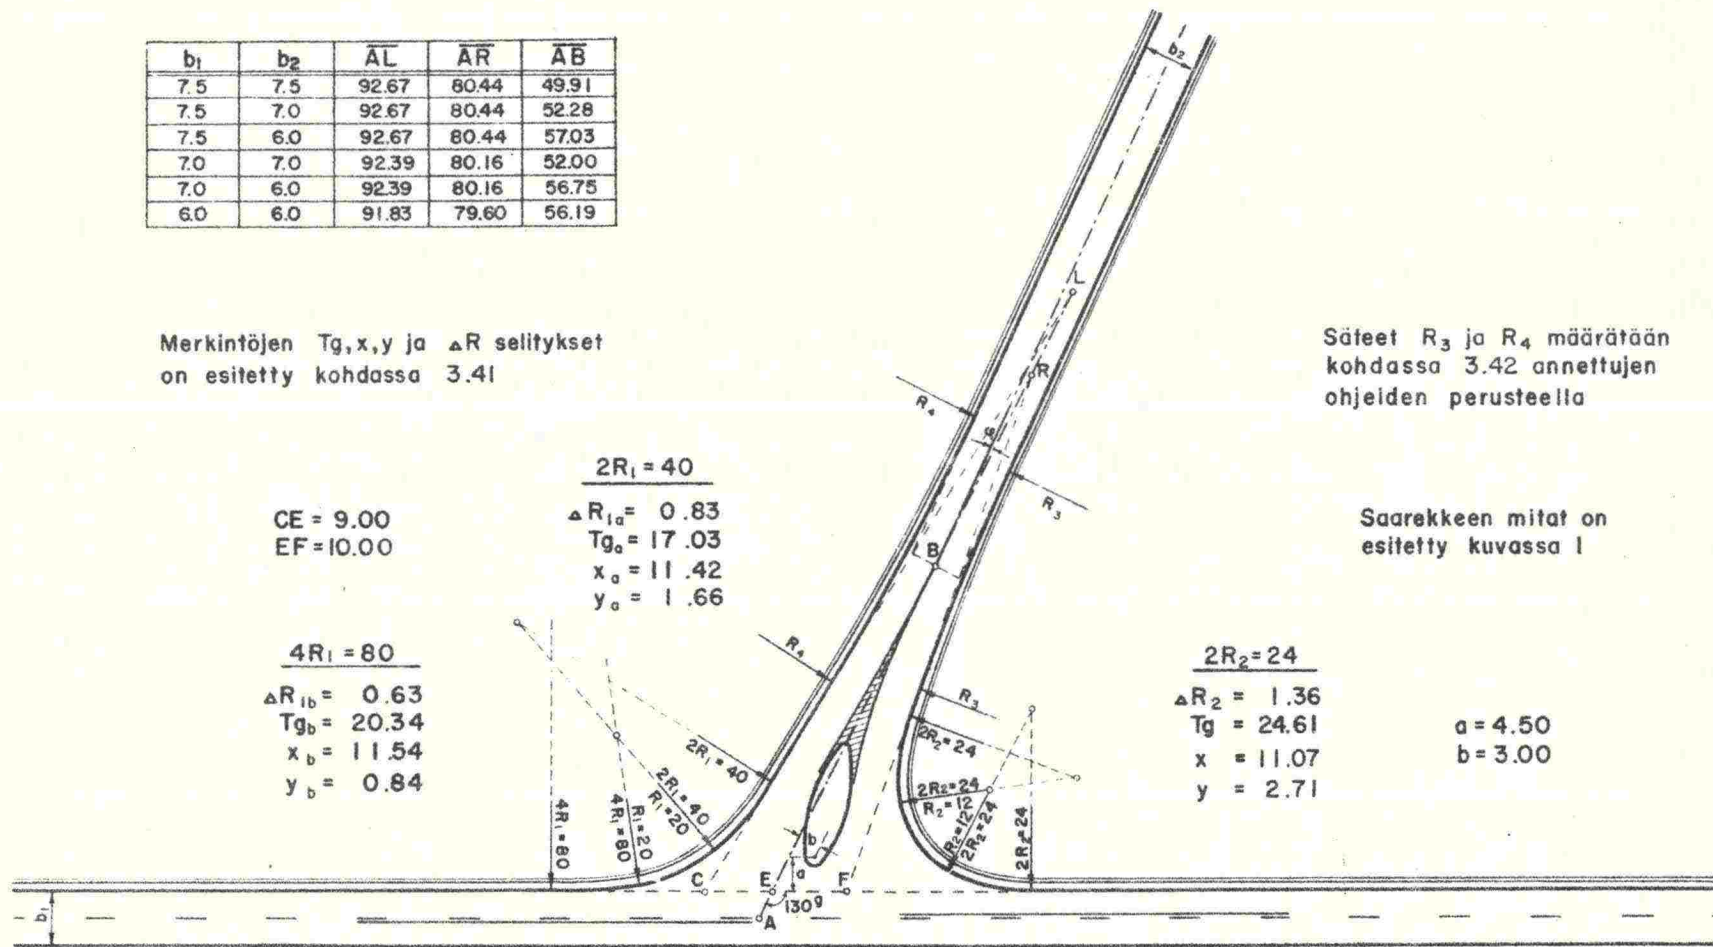 b₁ b₂ AL AR AB
7.5 7.5 92.67 80.44 49.91
7.5 7.0 92.67 80.44 52.28
7.5 6.0 92.67 80.44 57.03
7.0 7.0 92.39 80.16 52.00
7.0 6.0 92.39 80.16 56.75
6.0 6.0 91.83 79.60 56.19
Merkintöjen Tg,x,y ja ΔR selitykset
on esitetty kohdassa 3.41
Säteet R₃ ja R₄ määrätään
kohdassa 3.42 annettujen
ohjeiden perusteella
Saarekkeen mitat on
esitetty kuvassa 1
CE = 9.00
EF = 10.00
2R₁ = 40
ΔR₁ₐ = 0.83
Tgₐ = 17.03
xₐ = 11.42
yₐ = 1.66
4R₁ = 80
ΔR₁b = 0.63
Tgb = 20.34
xb = 11.54
yb = 0.84
2R₂ = 24
ΔR₂ = 1.36
Tg = 24.61
x = 11.07
y = 2.71
a = 4.50
b = 3.00
b₂
L
R
R₄
R₃
B
R₄
R₃
2R₂ = 24
2R₁ = 40
2R₁ = 40
R₁ = 20
R₁ = 20
4R₁ = 80
4R₁ = 80
2R₂ = 24
R₂ = 12
R₂ = 12
2R₂ = 24
2R₂ = 24
b
a
C
E
F
130g
A
b₁